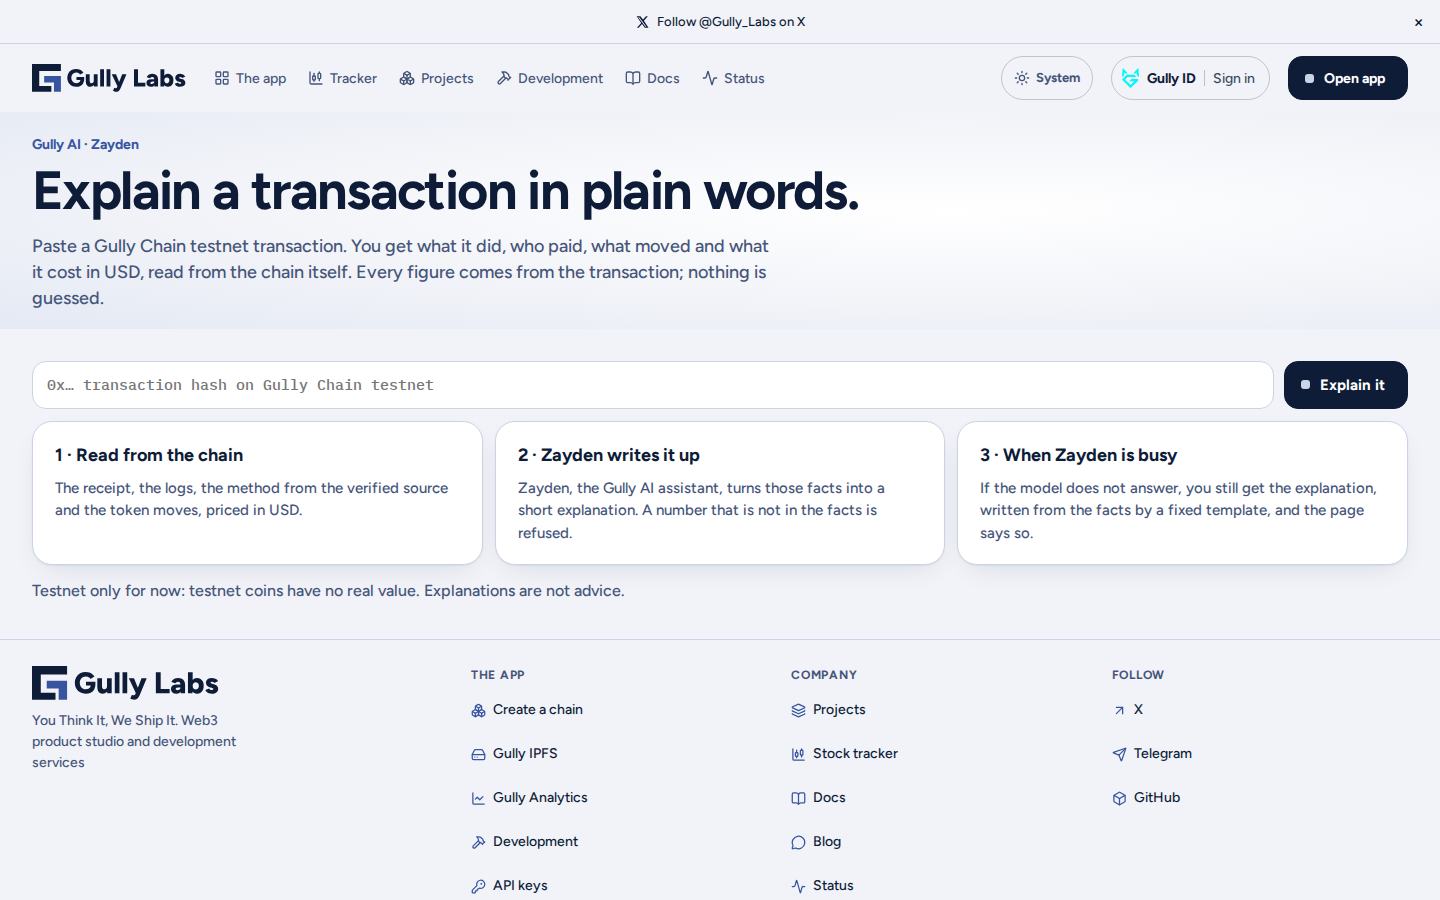 Follow @Gully_Labs on X
×
Gully Labs
The app
Tracker
Projects
Development
Docs
Status
System
Gully ID
Sign in
Open app
Gully AI · Zayden
Explain a transaction in plain words.
Paste a Gully Chain testnet transaction. You get what it did, who paid, what moved and what
it cost in USD, read from the chain itself. Every figure comes from the transaction; nothing is
guessed.
0x… transaction hash on Gully Chain testnet
Explain it
1 · Read from the chain
The receipt, the logs, the method from the verified source
and the token moves, priced in USD.
2 · Zayden writes it up
Zayden, the Gully AI assistant, turns those facts into a
short explanation. A number that is not in the facts is
refused.
3 · When Zayden is busy
If the model does not answer, you still get the explanation,
written from the facts by a fixed template, and the page
says so.
Testnet only for now: testnet coins have no real value. Explanations are not advice.
Gully Labs
You Think It, We Ship It. Web3
product studio and development
services
THE APP
Create a chain
Gully IPFS
Gully Analytics
Development
API keys
COMPANY
Projects
Stock tracker
Docs
Blog
Status
FOLLOW
X
Telegram
GitHub